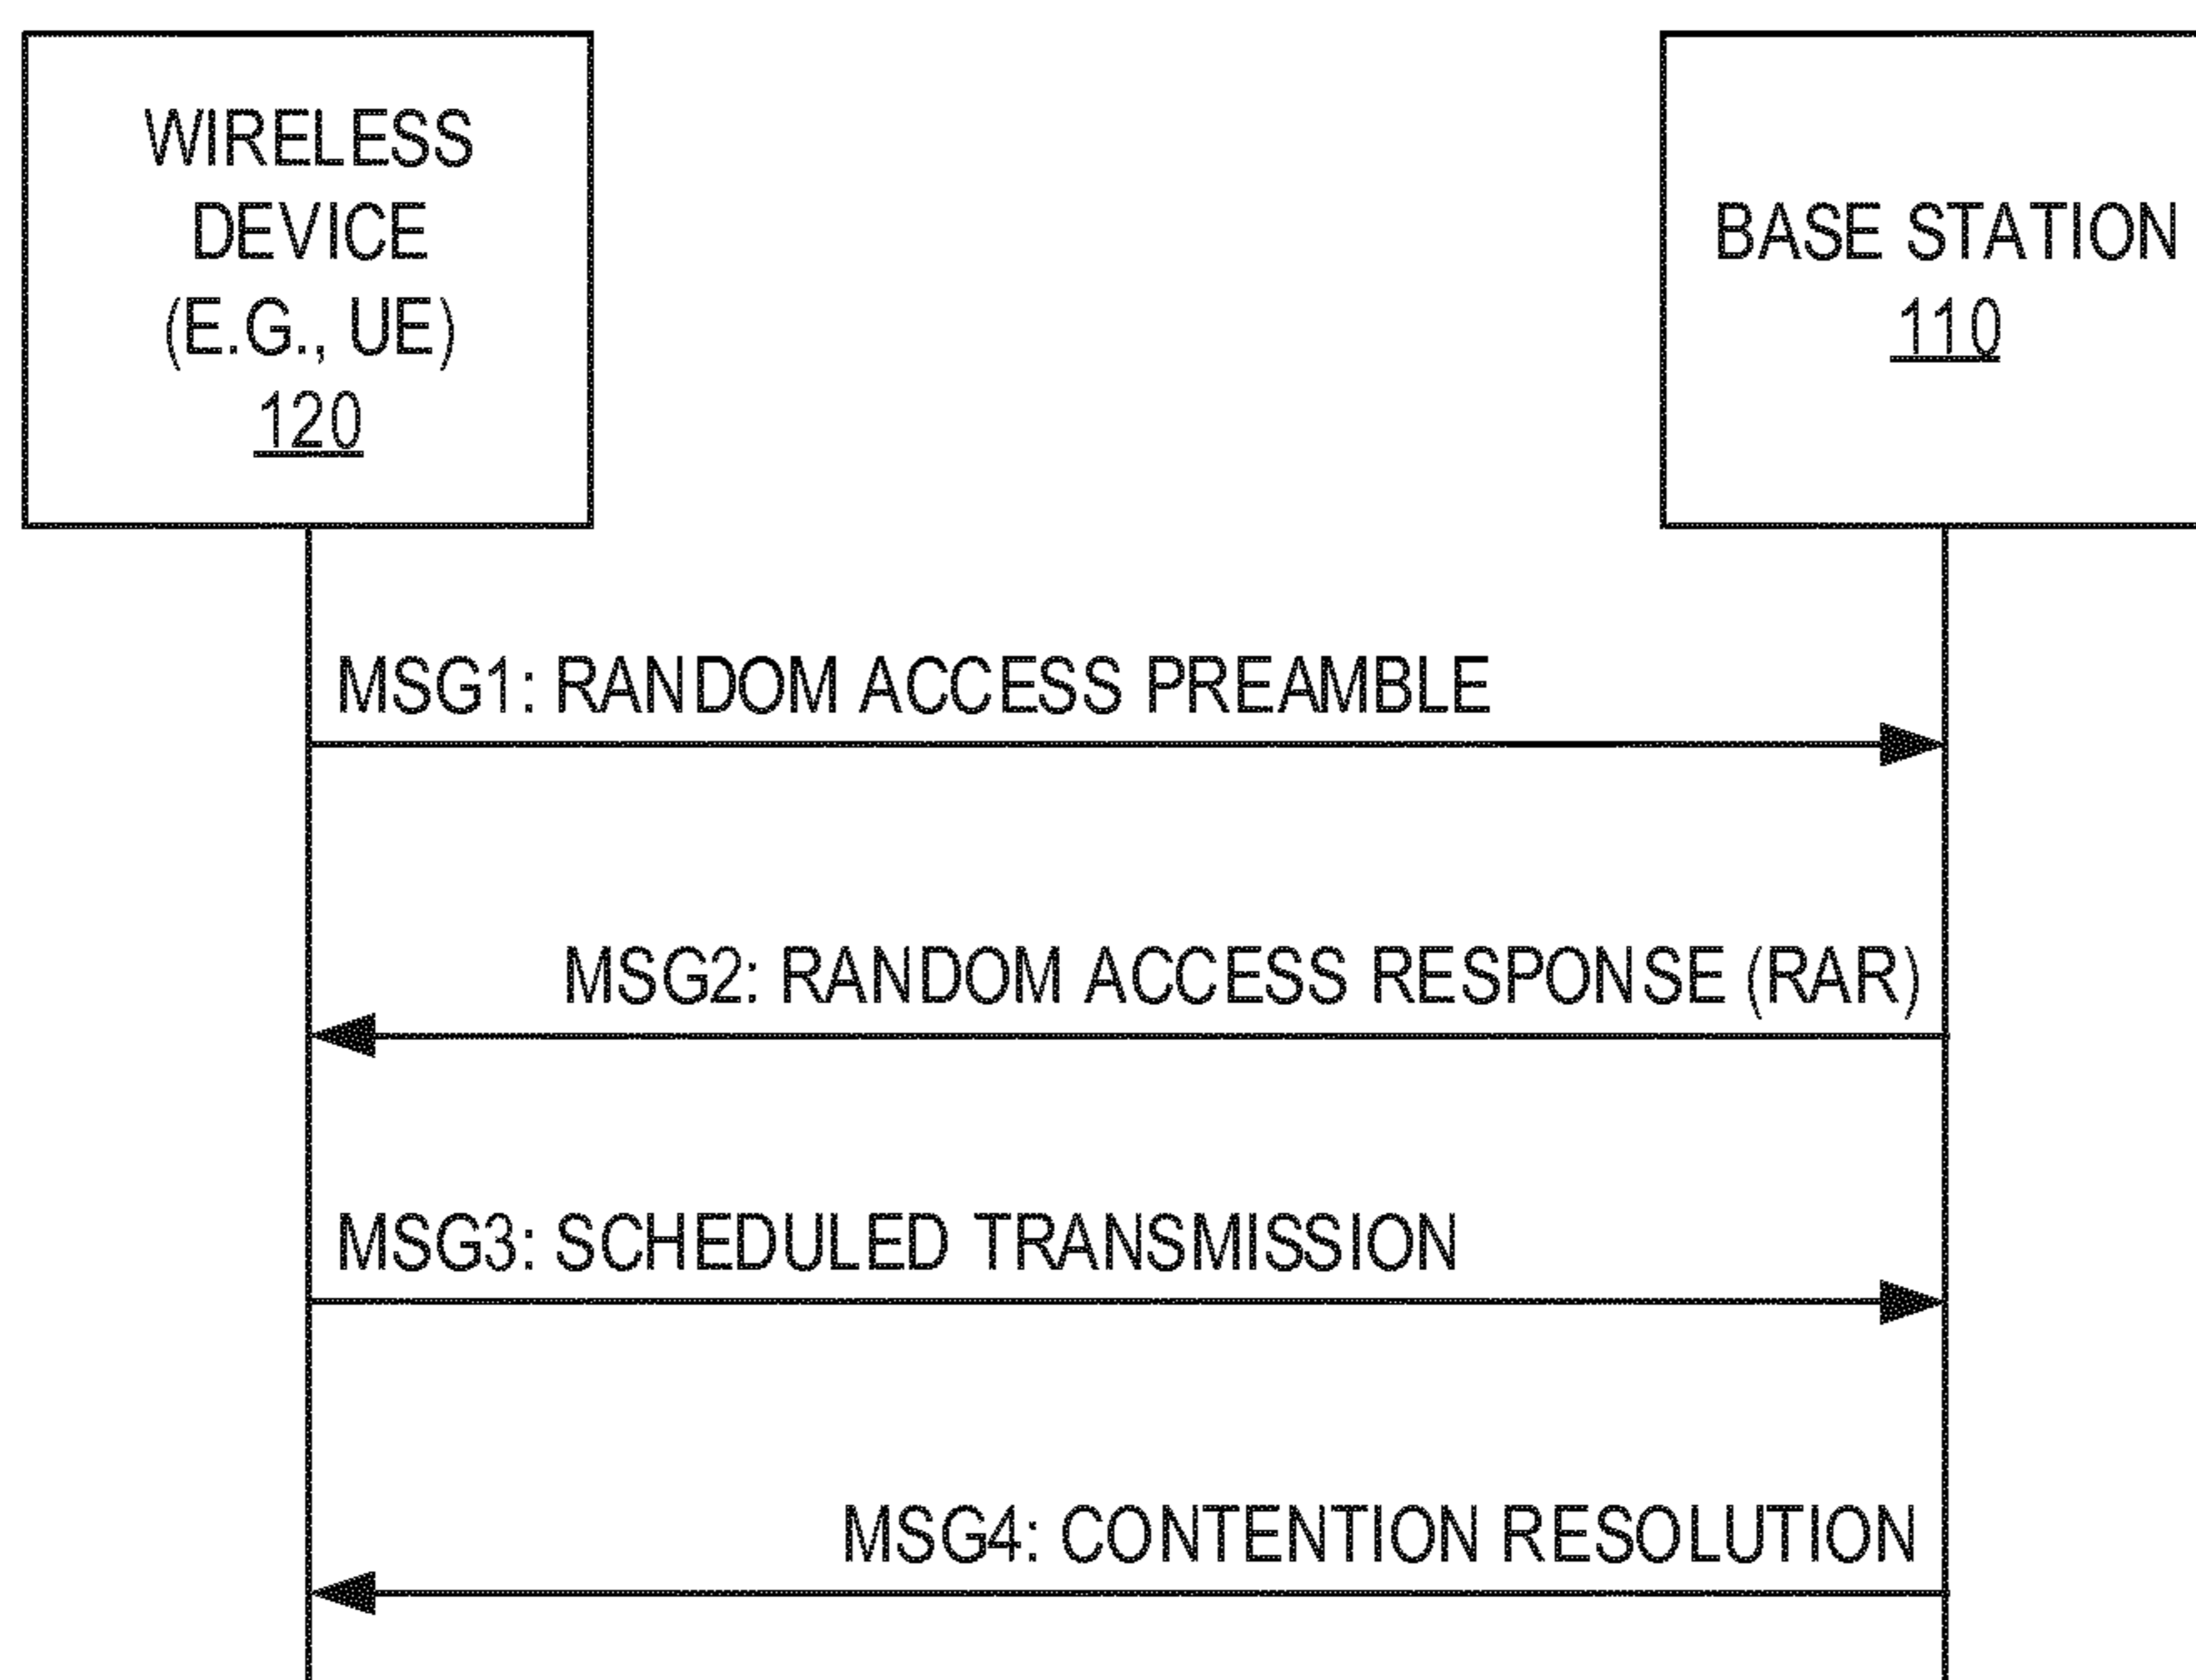 WIRELESS
DEVICE
(E.G., UE)
120
BASE STATION
110
MSG1: RANDOM ACCESS PREAMBLE
MSG2: RANDOM ACCESS RESPONSE (RAR)
MSG3: SCHEDULED TRANSMISSION
MSG4: CONTENTION RESOLUTION